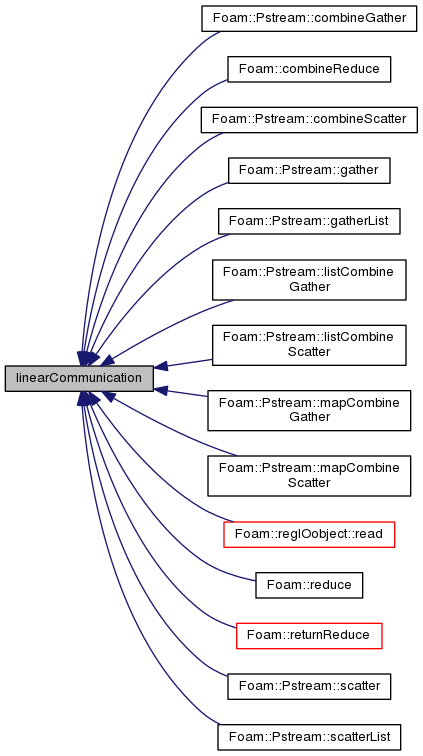 Foam::Pstream::combineGather
Foam::combineReduce
Foam::Pstream::combineScatter
Foam::Pstream::gather
Foam::Pstream::gatherList
Foam::Pstream::listCombine
Gather
Foam::Pstream::listCombine
Scatter
linearCommunication
Foam::Pstream::mapCombine
Gather
Foam::Pstream::mapCombine
Scatter
Foam::regIOobject::read
Foam::reduce
Foam::returnReduce
Foam::Pstream::scatter
Foam::Pstream::scatterList